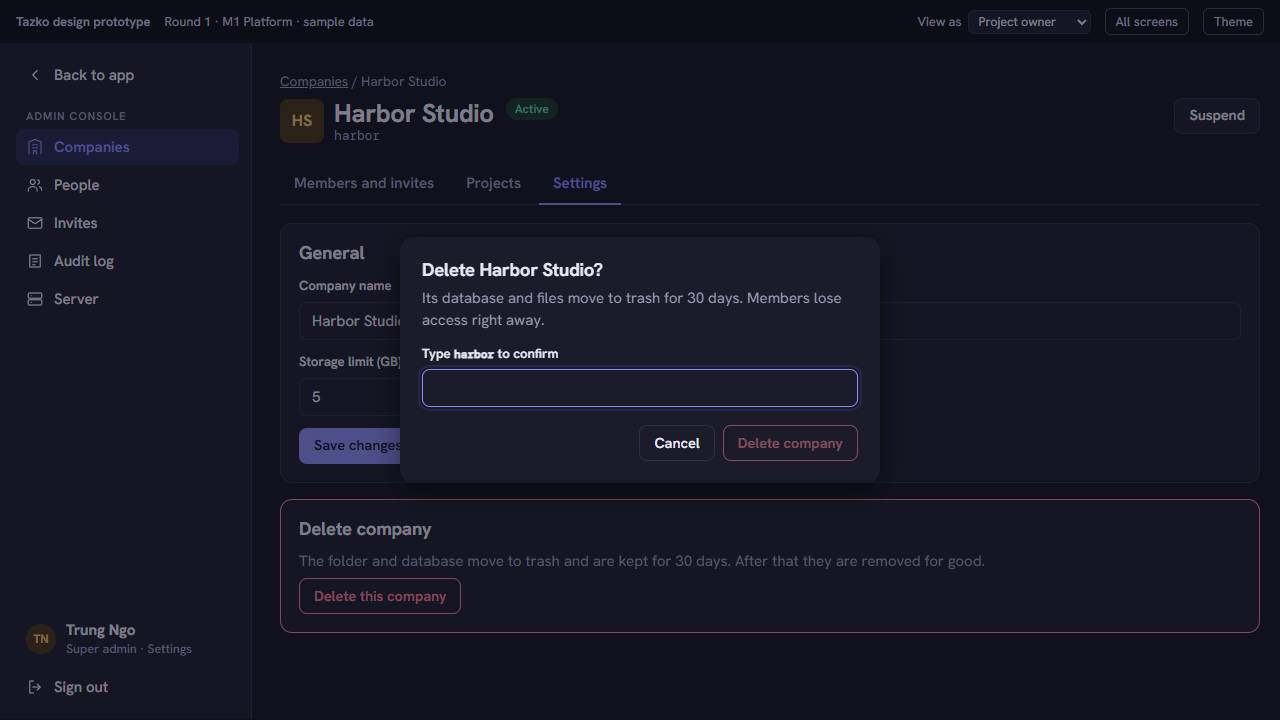 Tazko design prototype Round 1 · M1 Platform · sample data View as Project owner All screens Theme
Back to app
ADMIN CONSOLE
Companies
People
Invites
Audit log
Server
TN Trung Ngo
Super admin · Settings
Sign out
Companies / Harbor Studio
HS Harbor Studio Active
harbor
Suspend
Members and invites Projects Settings
General
Company name
Harbor Studio
Storage limit (GB)
5
Save changes
Delete Harbor Studio?
Its database and files move to trash for 30 days. Members lose
access right away.
Type harbor to confirm
Cancel Delete company
Delete company
The folder and database move to trash and are kept for 30 days. After that they are removed for good.
Delete this company